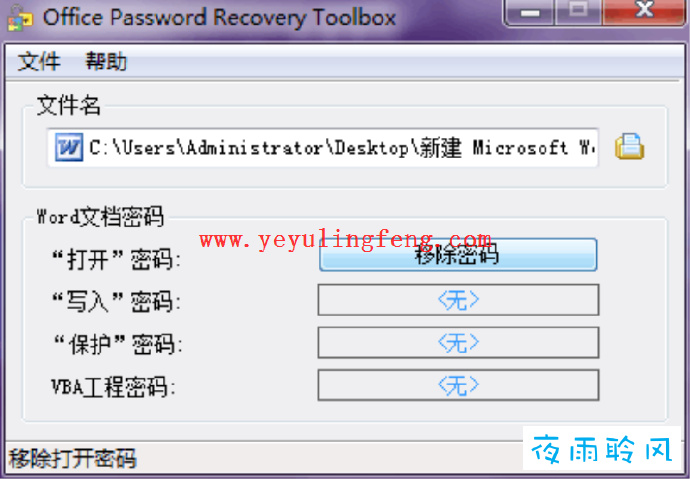 Office Password Recovery Toolbox
文件 帮助
文件名
C:\Users\Administrator\Desktop\新建 Microsoft W
Word文档密码
www.yeyulingfeng.com
“打开”密码: 移除密码
“写入”密码: <无>
“保护”密码: <无>
VBA工程密码: <无>
夜雨聆风
移除打开密码